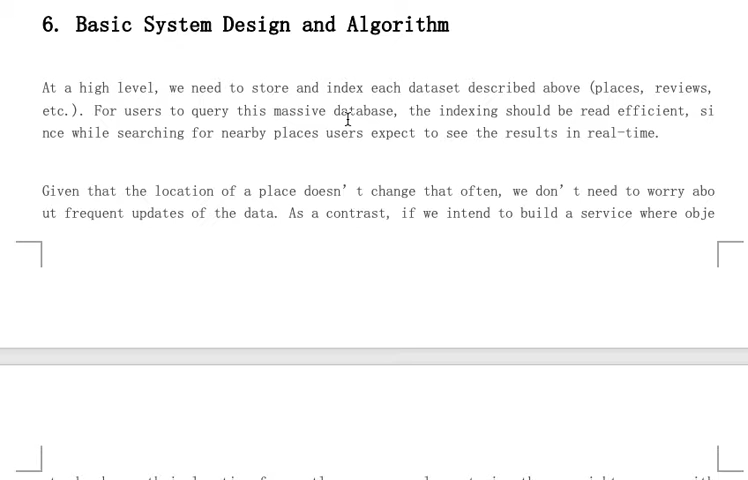 6. Basic System Design and Algorithm
At a high level, we need to store and index each dataset described above (places, reviews,
etc.). For users to query this massive database, the indexing should be read efficient, si
nce while searching for nearby places users expect to see the results in real-time.
Given that the location of a place doesn’t change that often, we don’t need to worry abo
ut frequent updates of the data. As a contrast, if we intend to build a service where obje